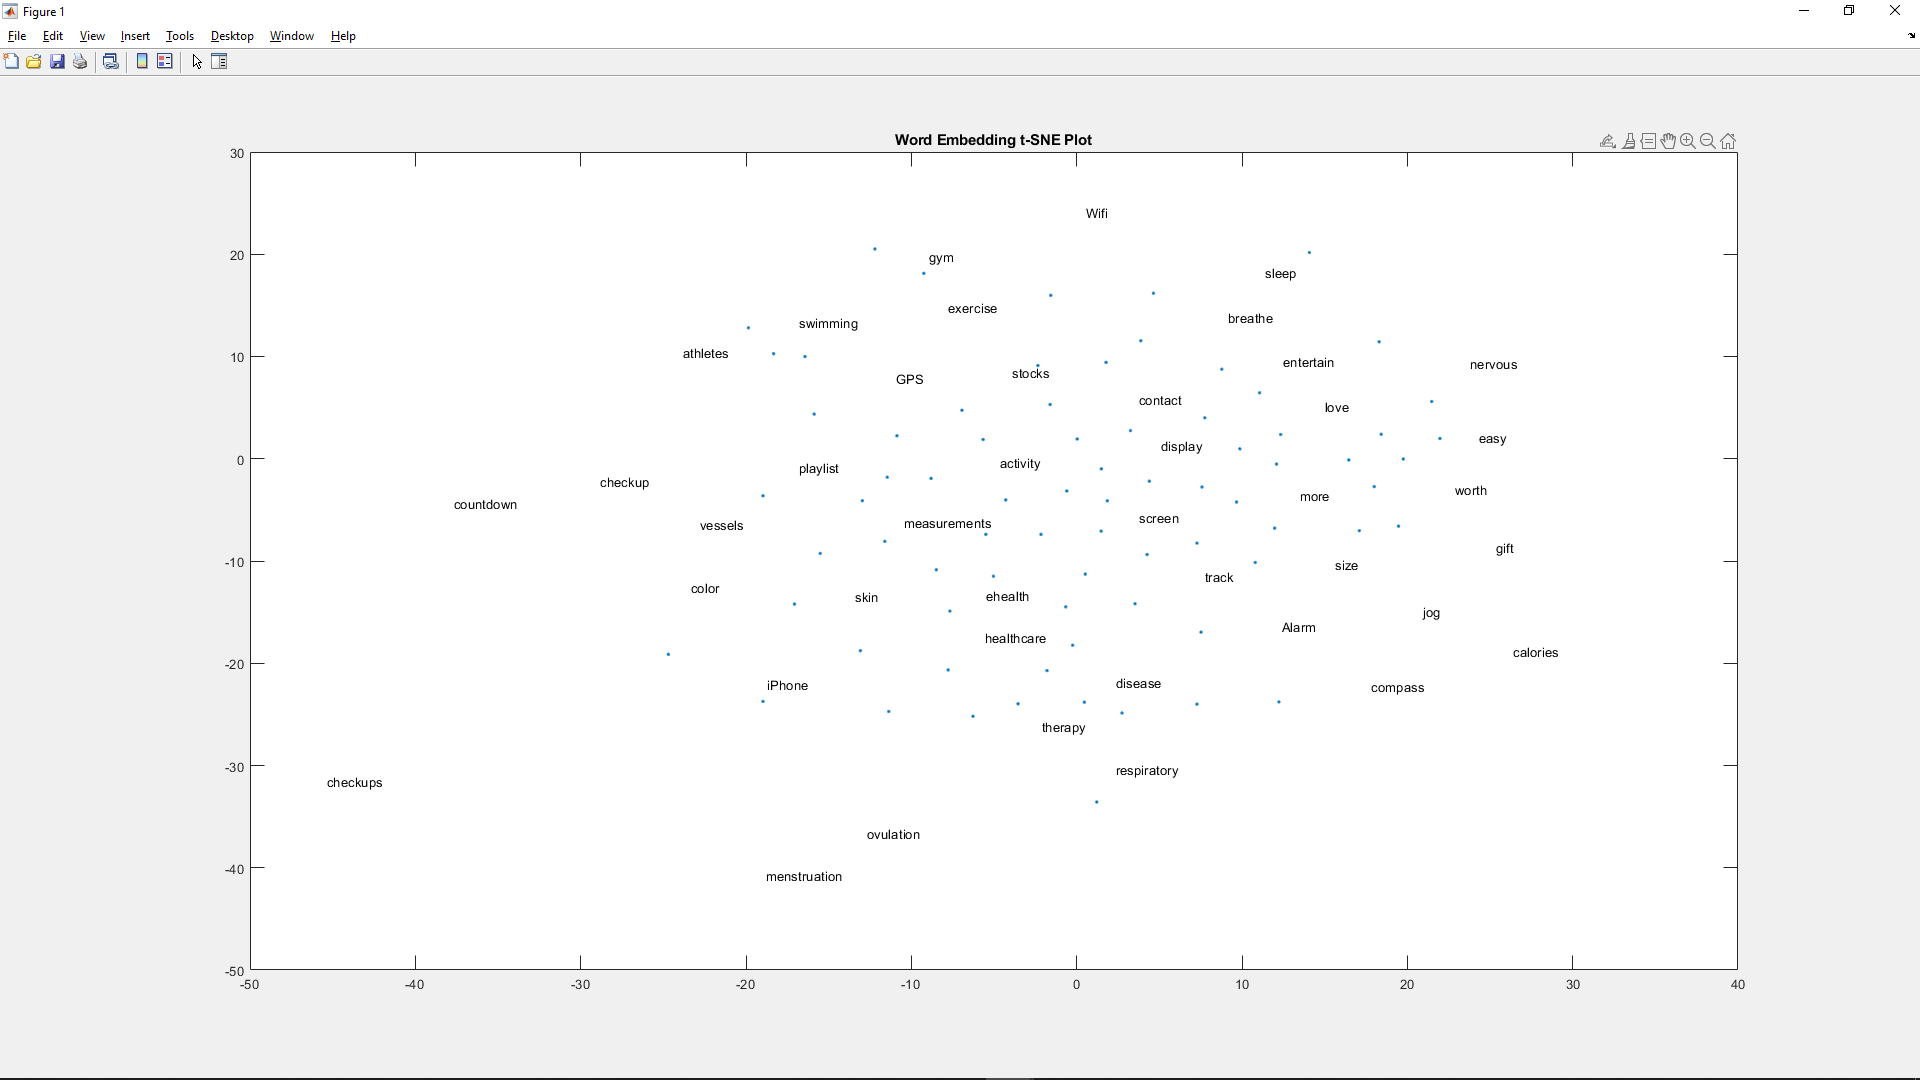 Figure 1
File Edit View Insert Tools Desktop Window Help
Word Embedding t-SNE Plot
30
Wifi
20
gym
sleep
exercise
breathe
swimming
10
athletes
entertain
nervous
GPS
stocks
contact
love
easy
display
0
activity
playlist
checkup
worth
more
countdown
screen
measurements
vessels
gift
-10
size
track
color
ehealth
skin
jog
Alarm
healthcare
calories
-20
disease
iPhone
compass
therapy
-30
respiratory
checkups
ovulation
-40
menstruation
-50
-50 -40 -30 -20 -10 0 10 20 30 40